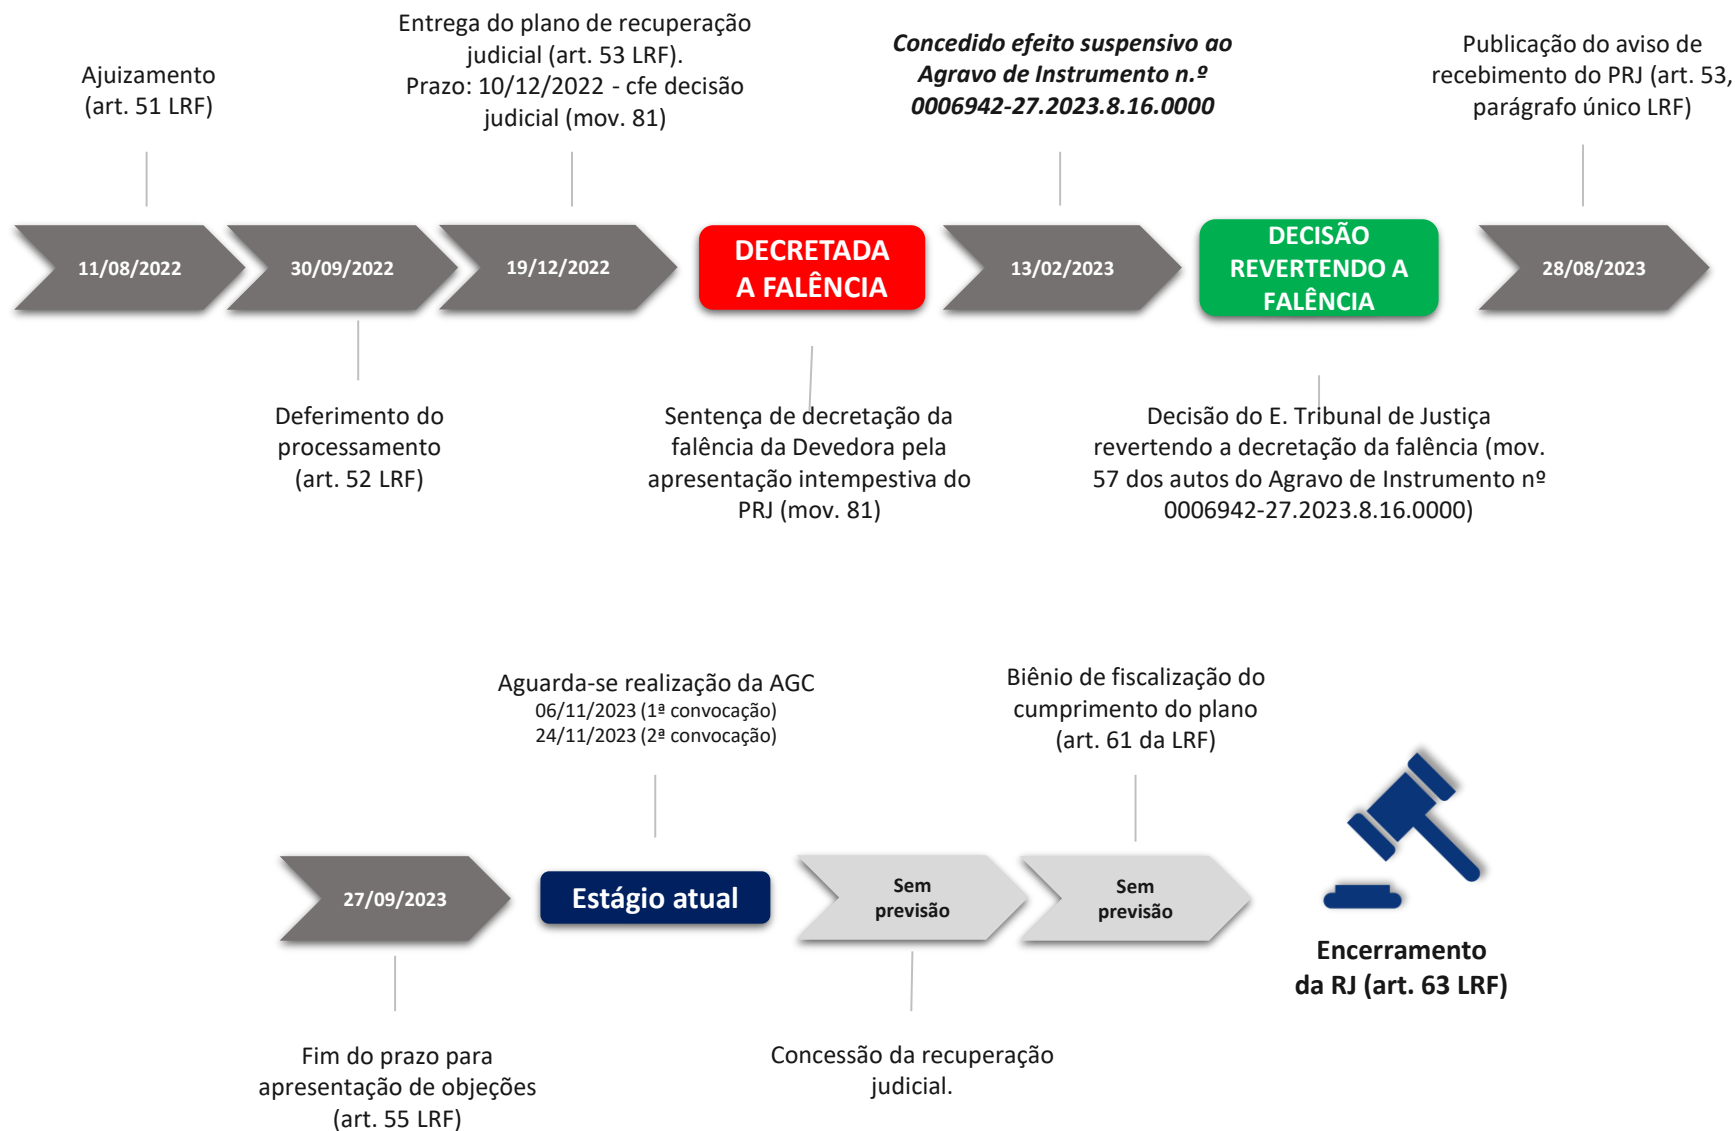 Ajuizamento
(art. 51 LRF)
Entrega do plano de recuperação
judicial (art. 53 LRF).
Prazo: 10/12/2022 - cfe decisão
judicial (mov. 81)
Concedido efeito suspensivo ao
Agravo de Instrumento n.º
0006942-27.2023.8.16.0000
Publicação do aviso de
recebimento do PRJ (art. 53,
parágrafo único LRF)
11/08/2022
30/09/2022
19/12/2022
DECRETADA
A FALÊNCIA
13/02/2023
DECISÃO
REVERTENDO A
FALÊNCIA
28/08/2023
Deferimento do
processamento
(art. 52 LRF)
Sentença de decretação da
falência da Devedora pela
apresentação intempestiva do
PRJ (mov. 81)
Decisão do E. Tribunal de Justiça
revertendo a decretação da falência (mov.
57 dos autos do Agravo de Instrumento nº
0006942-27.2023.8.16.0000)
Aguarda-se realização da AGC
06/11/2023 (1ª convocação)
24/11/2023 (2ª convocação)
Biênio de fiscalização do
cumprimento do plano
(art. 61 da LRF)
27/09/2023
Estágio atual
Sem
previsão
Sem
previsão
Encerramento
da RJ (art. 63 LRF)
Fim do prazo para
apresentação de objeções
(art. 55 LRF)
Concessão da recuperação
judicial.